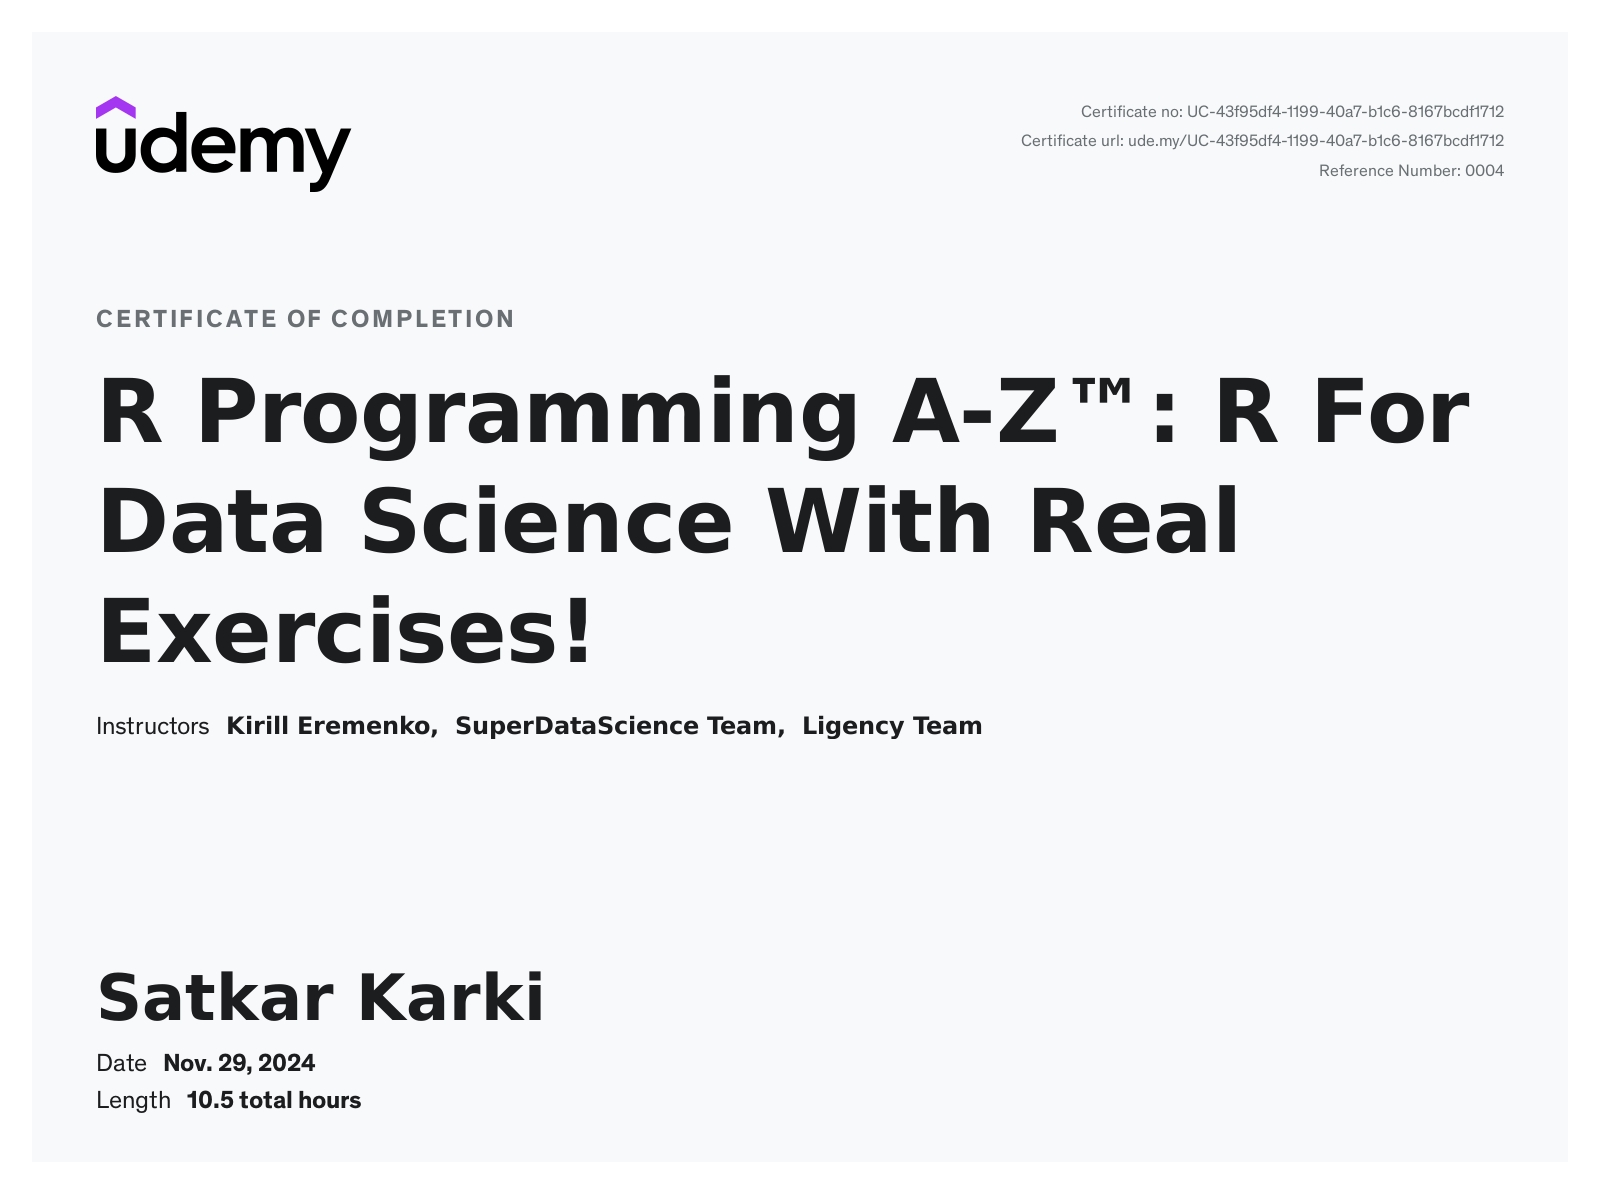 udemy
Certificate no: UC-43f95df4-1199-40a7-b1c6-8167bcdf1712
Certificate url: ude.my/UC-43f95df4-1199-40a7-b1c6-8167bcdf1712
Reference Number: 0004
CERTIFICATE OF COMPLETION
R Programming A-Z™: R For
Data Science With Real
Exercises!
Instructors Kirill Eremenko, SuperDataScience Team, Ligency Team
Satkar Karki
Date Nov. 29, 2024
Length 10.5 total hours